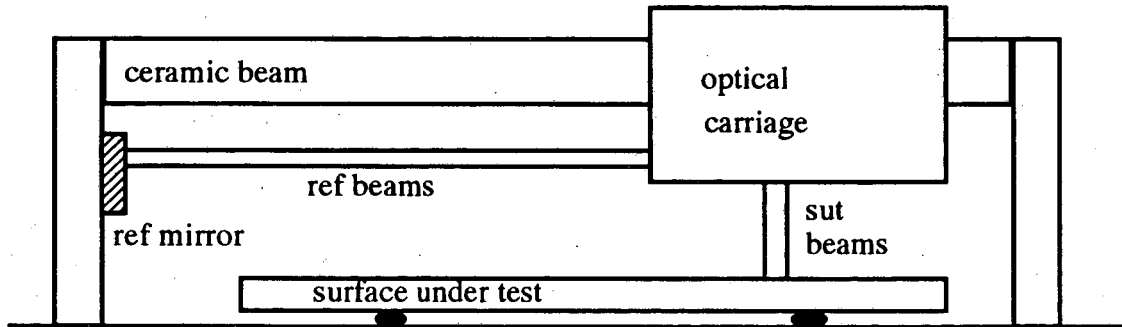 ceramic beam
optical
carriage
ref beams
ref mirror
sut
beams
surface under test